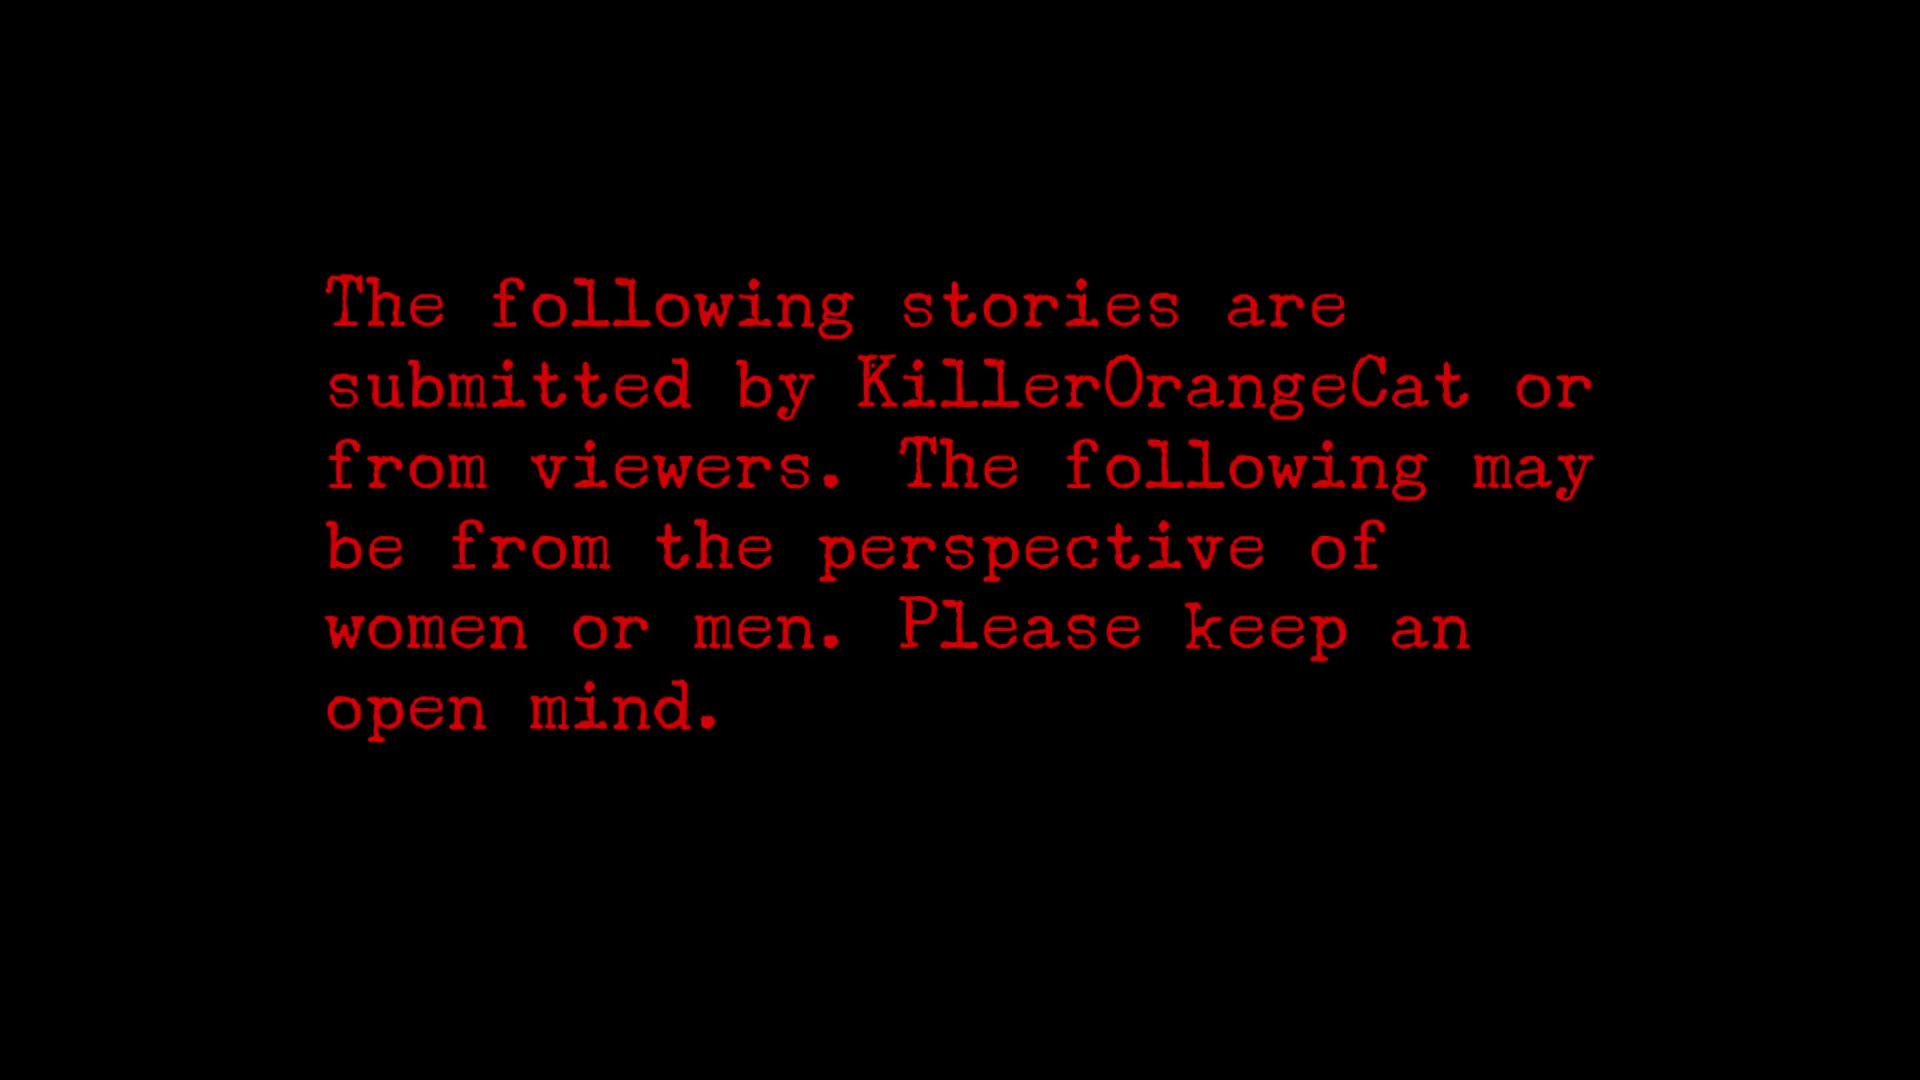 The following stories are
submitted by KillerOrangeCat or
from viewers. The following may
be from the perspective of
women or men. Please keep an
open mind.